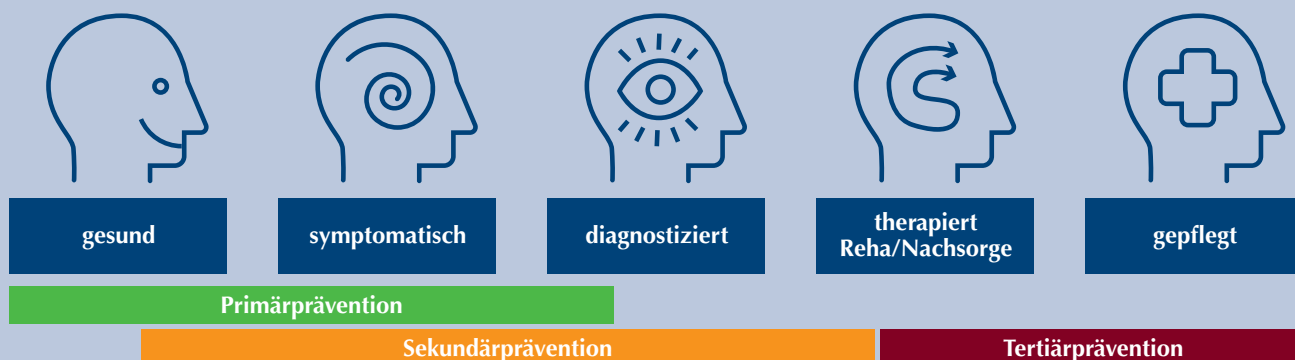 gesund
symptomatisch
diagnostiziert
therapiert
Reha/Nachsorge
gepflegt
Primärprävention
Sekundärprävention
Tertiärprävention